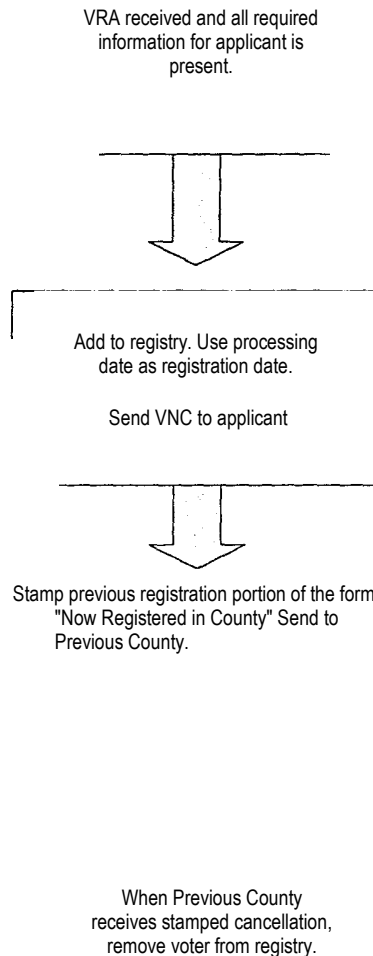 VRA received and all required
information for applicant is
present.
Add to registry. Use processing
date as registration date.
Send VNC to applicant
Stamp previous registration portion of the form
"Now Registered in County" Send to
Previous County.
When Previous County
receives stamped cancellation,
remove voter from registry.